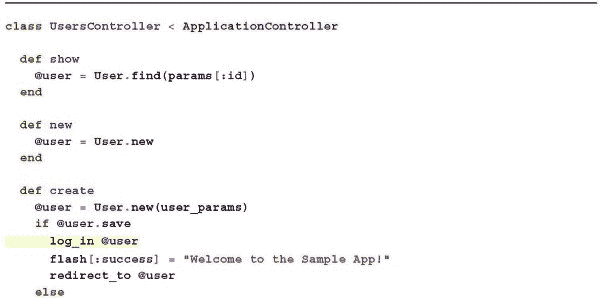 class UsersController < ApplicationController
def show
@user = User.find(params[:id])
end
def new
@user = User.new
end
def create
@user = User.new(user_params)
if @user.save
log_in @user
flash[:success] = "Welcome to the Sample App!"
redirect_to @user
else